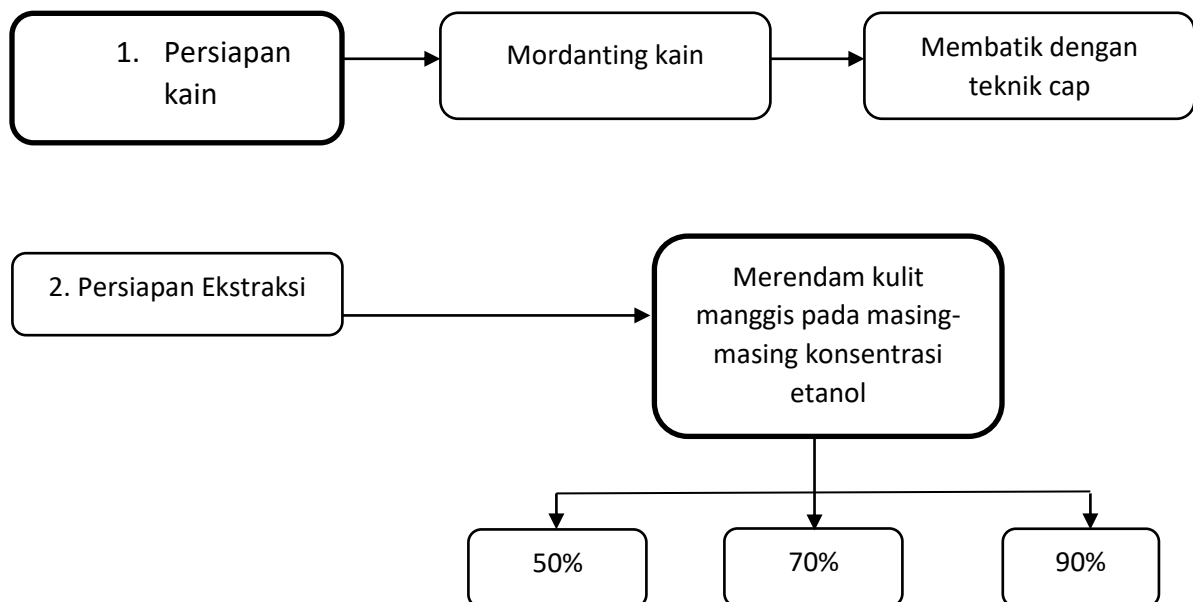 1. Persiapan
kain
Mordanting kain
Membatik dengan
teknik cap
2. Persiapan Ekstraksi
Merendam kulit
manggis pada masing-
masing konsentrasi
etanol
50%
70%
90%